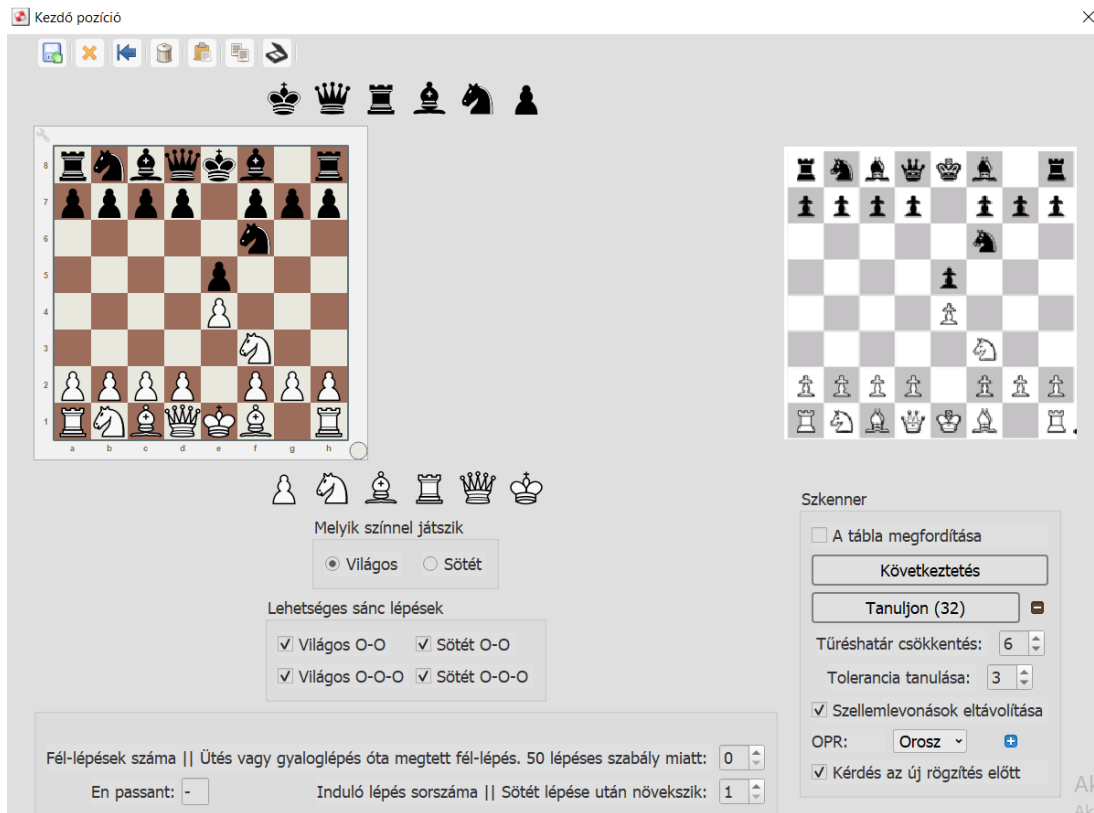 Kezdő pozíció
8
7
6
5
4
3
2
1
a b c d e f g h
Melyik színnel játszik
Világos Sötét
Lehetséges sánc lépések
Világos O-O Sötét O-O
Világos O-O-O Sötét O-O-O
Fél-lépések száma || Ütés vagy gyaloglépés óta megtett fél-lépés. 50 lépéses szabály miatt: 0
En passant: - Induló lépés sorszáma || Sötét lépése után növekszik: 1
Szkenner
A tábla megfordítása
Következtetés
Tanuljon (32)
Tűréshatár csökkentés: 6
Tolerancia tanulása: 3
Szellemlevonások eltávolítása
OPR: Orosz
Kérdés az új rögzítés előtt